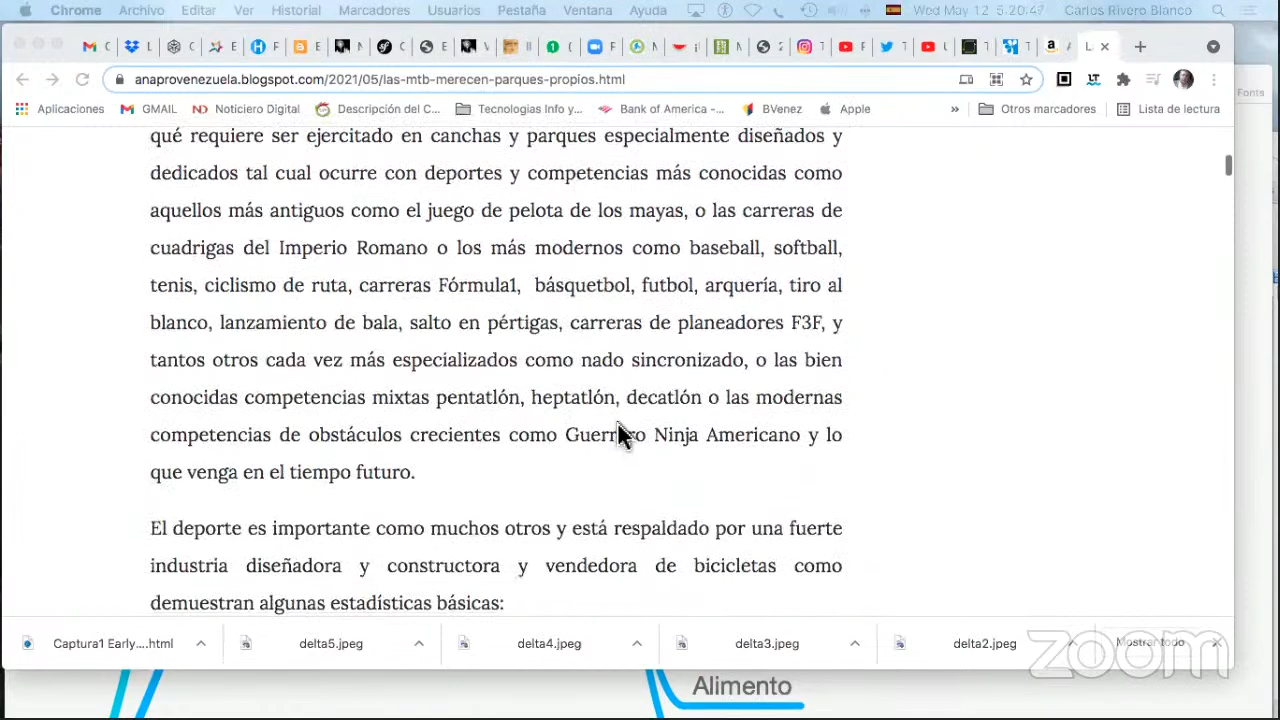 Chrome Archivo Editar Ver Historial Marcadores Usuarios Pestaña Ventana Ayuda Wed May 12 5:20:47 Carlos Rivero Blanco
anaprovenezuela.blogspot.com/2021/05/las-mtb-merecen-parques-propios.html
Fonts
Aplicaciones GMAIL Noticiero Digital Descripción del C... Tecnologias Info y... Bank of America -... BVenez Apple » Otros marcadores Lista de lectura
qué requiere ser ejercitado en canchas y parques especialmente diseñados y
dedicados tal cual ocurre con deportes y competencias más conocidas como
aquellos más antiguos como el juego de pelota de los mayas, o las carreras de
cuadrigas del Imperio Romano o los más modernos como baseball, softball,
tenis, ciclismo de ruta, carreras Fórmula1, básquetbol, futbol, arquería, tiro al
blanco, lanzamiento de bala, salto en pértigas, carreras de planeadores F3F, y
tantos otros cada vez más especializados como nado sincronizado, o las bien
conocidas competencias mixtas pentatlón, heptatlón, decatlón o las modernas
competencias de obstáculos crecientes como Guerrero Ninja Americano y lo
que venga en el tiempo futuro.
El deporte es importante como muchos otros y está respaldado por una fuerte
industria diseñadora y constructora y vendedora de bicicletas como
demuestran algunas estadísticas básicas:
Captura1 Early....html delta5.jpeg delta4.jpeg delta3.jpeg delta2.jpeg Mostrar todo
zoom
Alimento